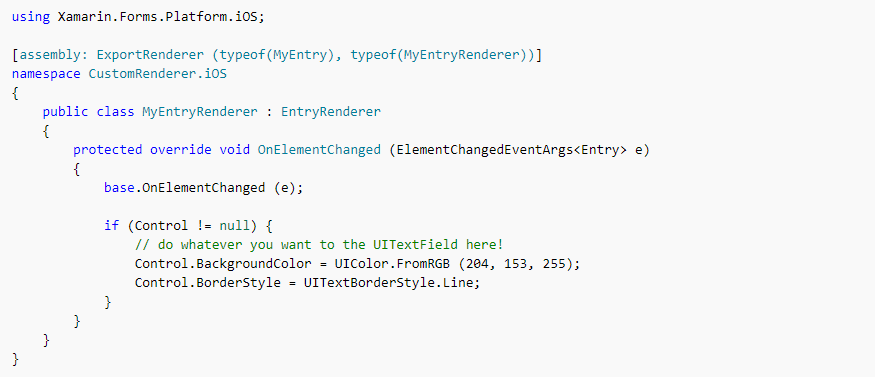 using Xamarin.Forms.Platform.iOS;

[assembly: ExportRenderer (typeof(MyEntry), typeof(MyEntryRenderer))]
namespace CustomRenderer.iOS
{
    public class MyEntryRenderer : EntryRenderer
    {
        protected override void OnElementChanged (ElementChangedEventArgs<Entry> e)
        {
            base.OnElementChanged (e);

            if (Control != null) {
                // do whatever you want to the UITextField here!
                Control.BackgroundColor = UIColor.FromRGB (204, 153, 255);
                Control.BorderStyle = UITextBorderStyle.Line;
            }
        }
    }
}